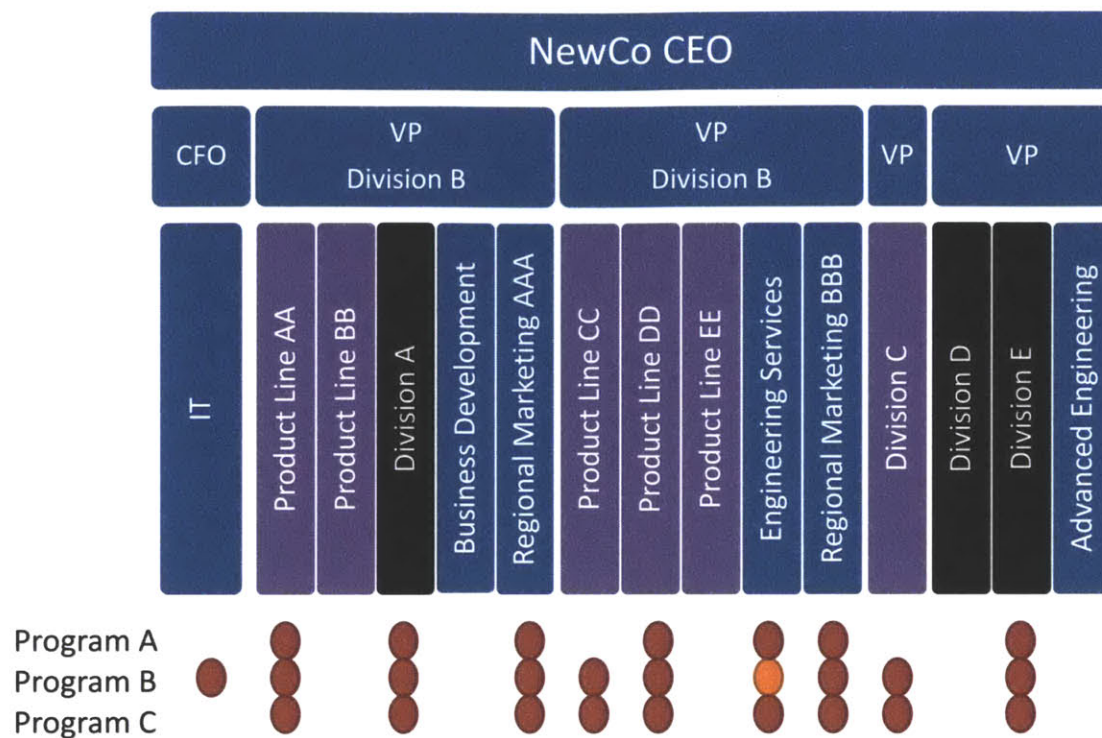 NewCo CEO
CFO
VP
Division B
VP
Division B
VP
VP
IT
Product Line AA
Product Line BB
Division A
Business Development
Regional Marketing AAA
Product Line CC
Product Line DD
Product Line EE
Engineering Services
Regional Marketing BBB
Division C
Division D
Division E
Advanced Engineering
Program A
Program B
Program C